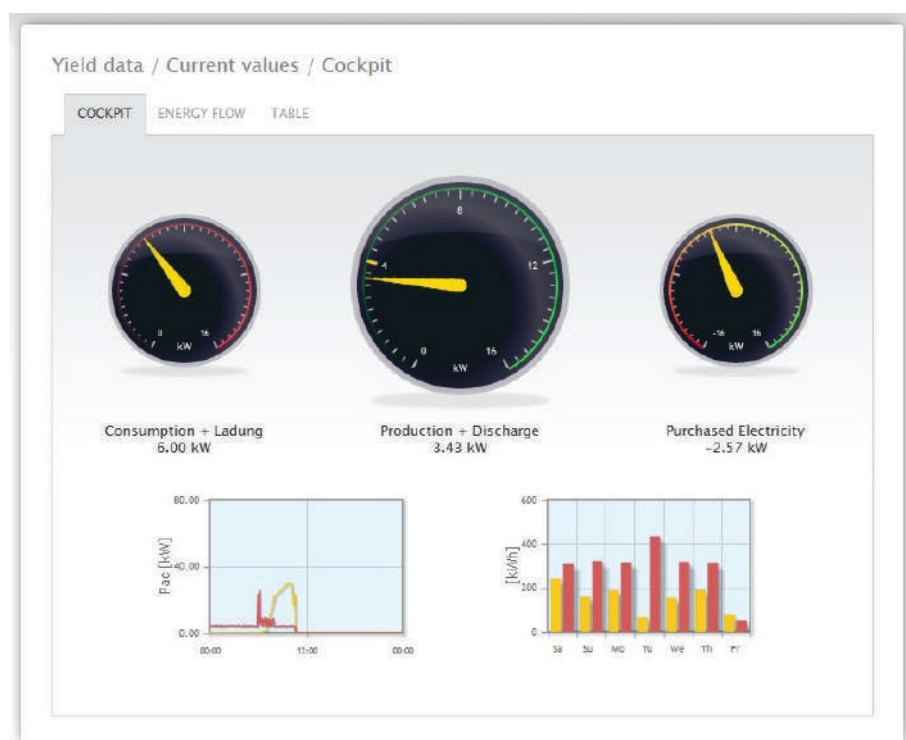 Yield data / Current values / Cockpit
COCKPIT ENERGY FLOW TABLE
0 16
kW
4 8 12
0 16
kW
-16 16
kW
Consumption + Ladung
6.00 kW
Production + Discharge
3.43 kW
Purchased Electricity
-2.57 kW
Pac [kW]
80.00
40.00
0.00
00:00 11:00 00:00
[kWh]
600
400
200
0
Sa Su Mo Tu We Th Fr